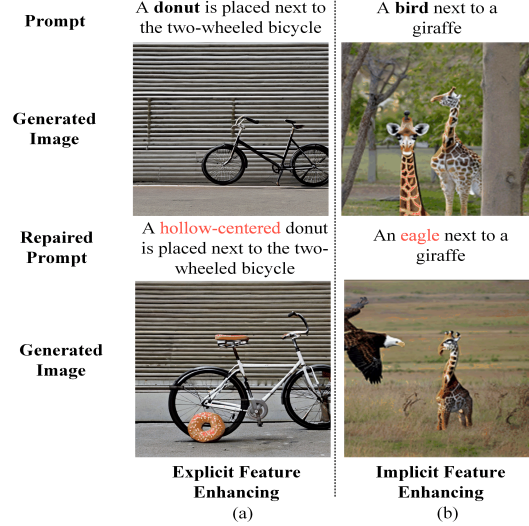 Prompt
A donut is placed next to
the two-wheeled bicycle
A bird next to a
giraffe
Generated
Image
Repaired
Prompt
A hollow-centered donut
is placed next to the two-
wheeled bicycle
An eagle next to a
giraffe
Generated
Image
Explicit Feature
Enhancing
(a)
Implicit Feature
Enhancing
(b)